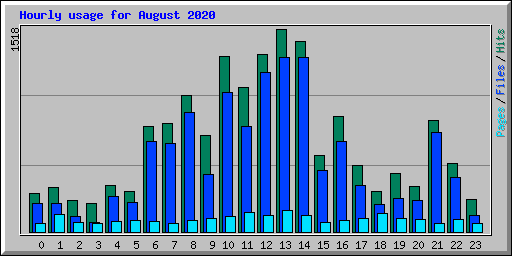 Hourly usage for August 2020
1518
Pages/Files/Hits
0 1 2 3 4 5 6 7 8 9 10 11 12 13 14 15 16 17 18 19 20 21 22 23